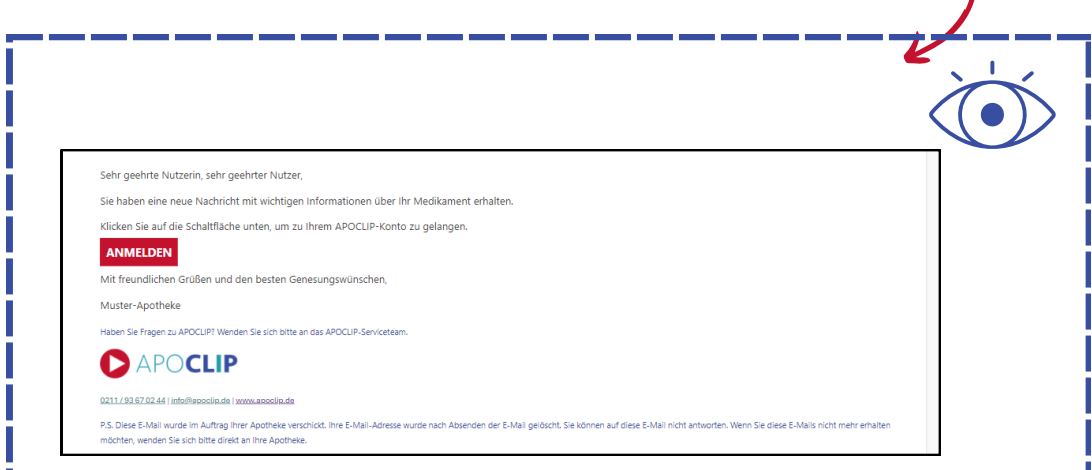 Sehr geehrte Nutzerin, sehr geehrter Nutzer,
Sie haben eine neue Nachricht mit wichtigen Informationen über Ihr Medikament erhalten.
Klicken Sie auf die Schaltfläche unten, um zu Ihrem APOCLIP-Konto zu gelangen.
ANMELDEN
Mit freundlichen Grüßen und den besten Genesungswünschen,
Muster-Apotheke
Haben Sie Fragen zu APOCLIP? Wenden Sie sich bitte an das APOCLIP-Serviceteam.
APOCLIP
0211 / 93 67 02 44 | info@apoclip.de | www.apoclip.de
P.S. Diese E-Mail wurde im Auftrag Ihrer Apotheke verschickt. Ihre E-Mail-Adresse wurde nach Absenden der E-Mail gelöscht. Sie können auf diese E-Mail nicht antworten. Wenn Sie diese E-Mails nicht mehr erhalten
möchten, wenden Sie sich bitte direkt an Ihre Apotheke.